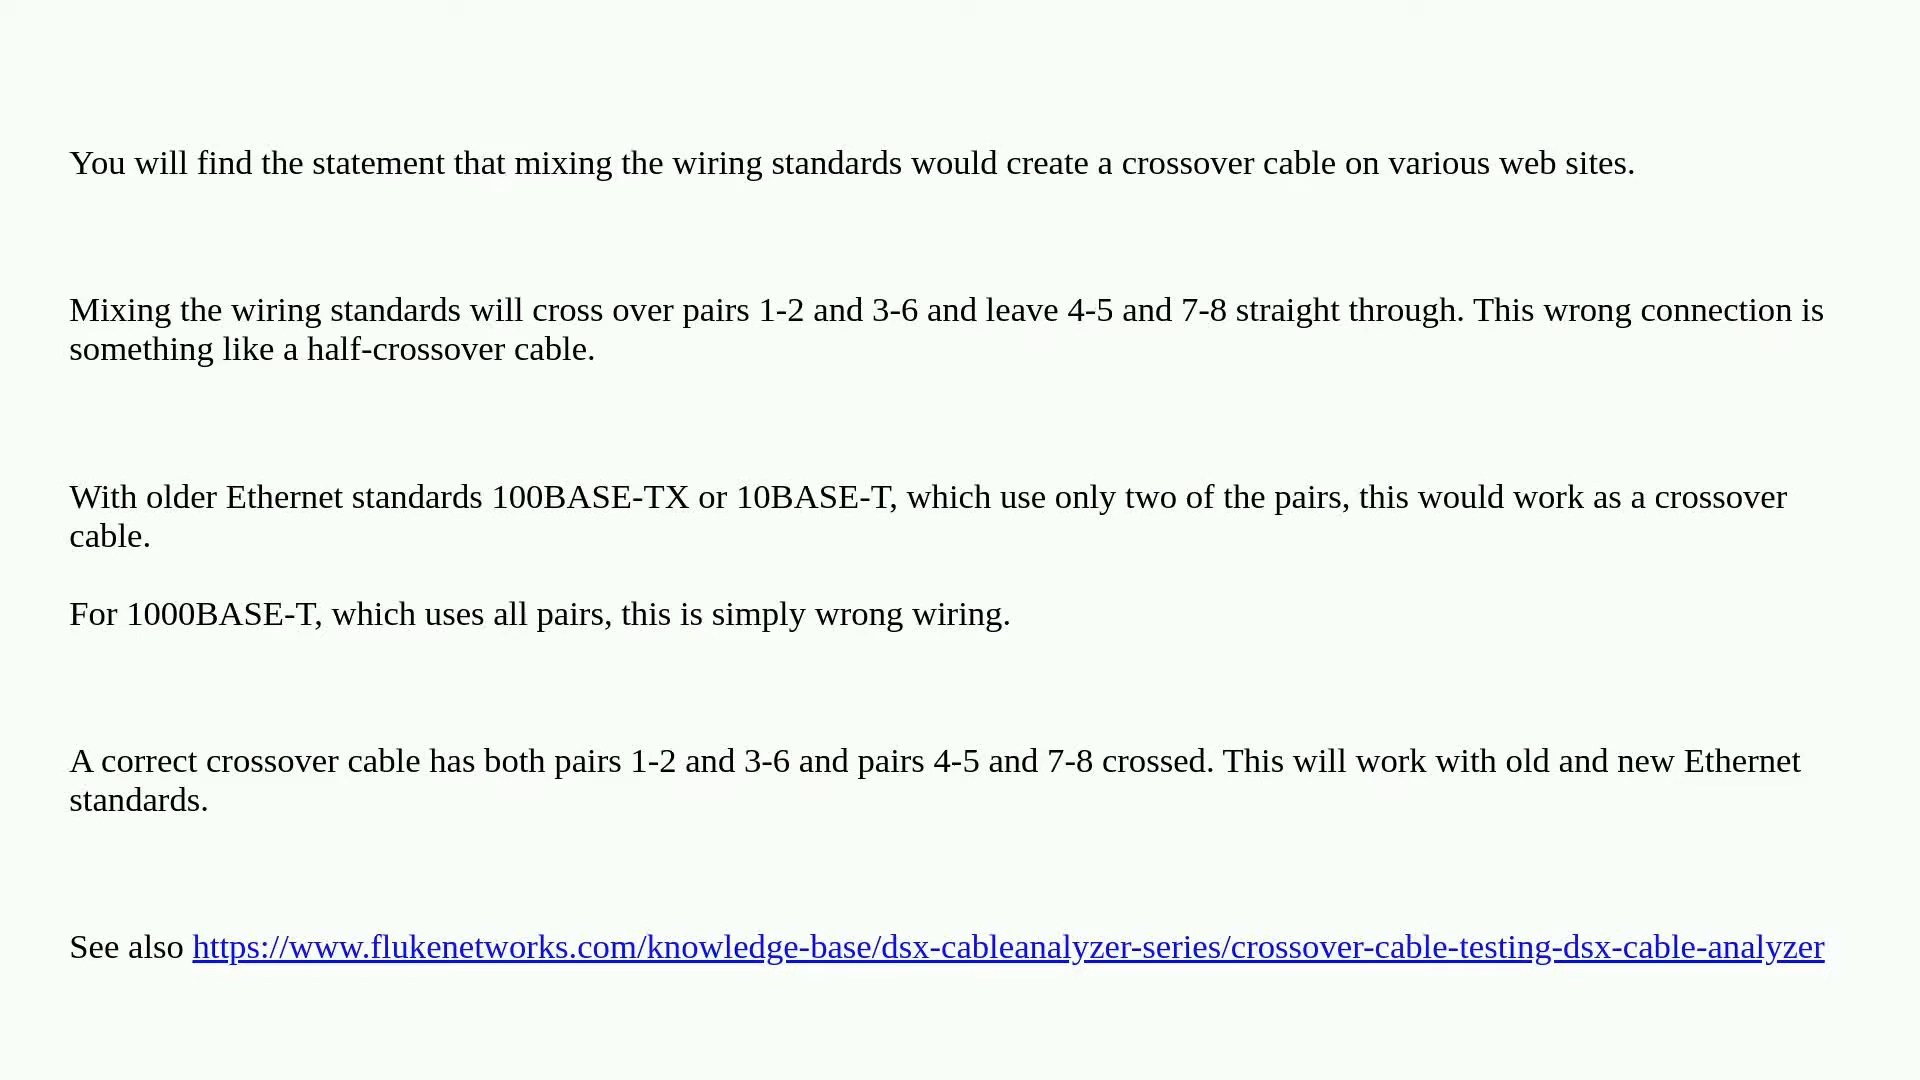 You will find the statement that mixing the wiring standards would create a crossover cable on various web sites.
Mixing the wiring standards will cross over pairs 1-2 and 3-6 and leave 4-5 and 7-8 straight through. This wrong connection is
something like a half-crossover cable.
With older Ethernet standards 100BASE-TX or 10BASE-T, which use only two of the pairs, this would work as a crossover
cable.
For 1000BASE-T, which uses all pairs, this is simply wrong wiring.
A correct crossover cable has both pairs 1-2 and 3-6 and pairs 4-5 and 7-8 crossed. This will work with old and new Ethernet
standards.
See also https://www.flukenetworks.com/knowledge-base/dsx-cableanalyzer-series/crossover-cable-testing-dsx-cable-analyzer